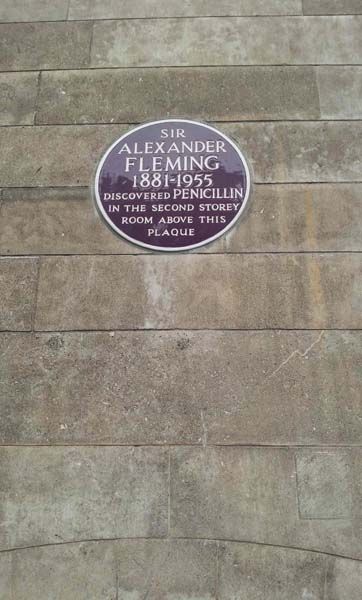 SIR
ALEXANDER
FLEMING
1881-1955
DISCOVERED PENICILLIN
IN THE SECOND STOREY
ROOM ABOVE THIS
PLAQUE